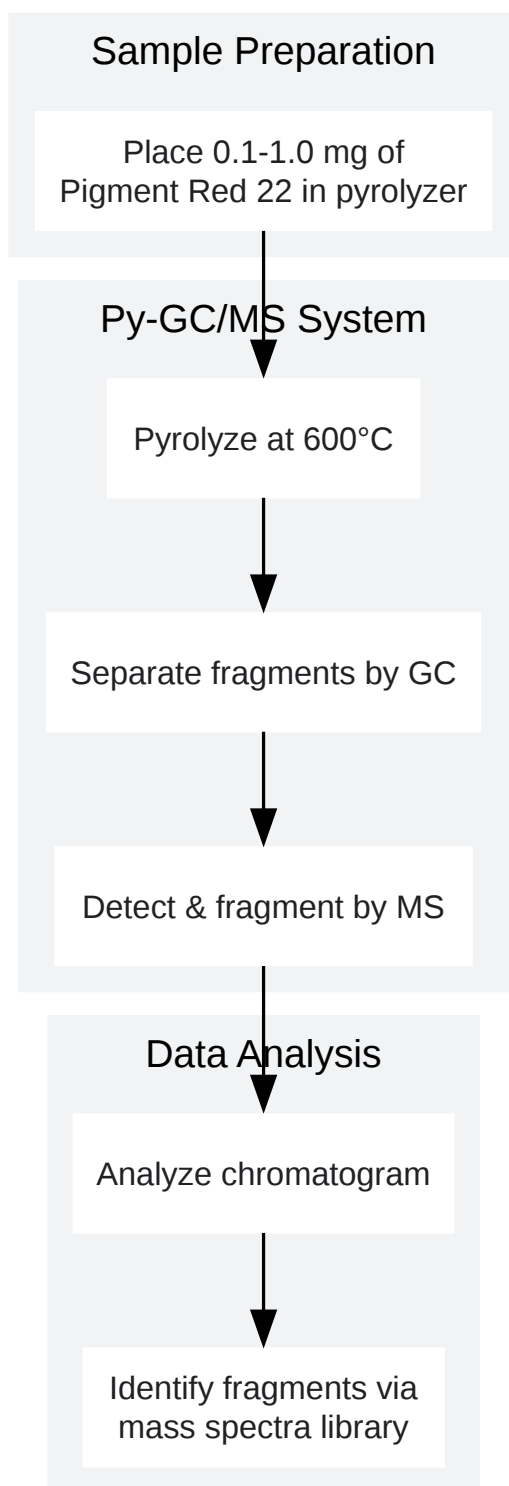 Sample Preparation
Place 0.1-1.0 mg of
Pigment Red 22 in pyrolyzer
Py-GC/MS System
Pyrolyze at 600°C
Separate fragments by GC
Detect & fragment by MS
Data Analysis
Analyze chromatogram
Identify fragments via
mass spectra library